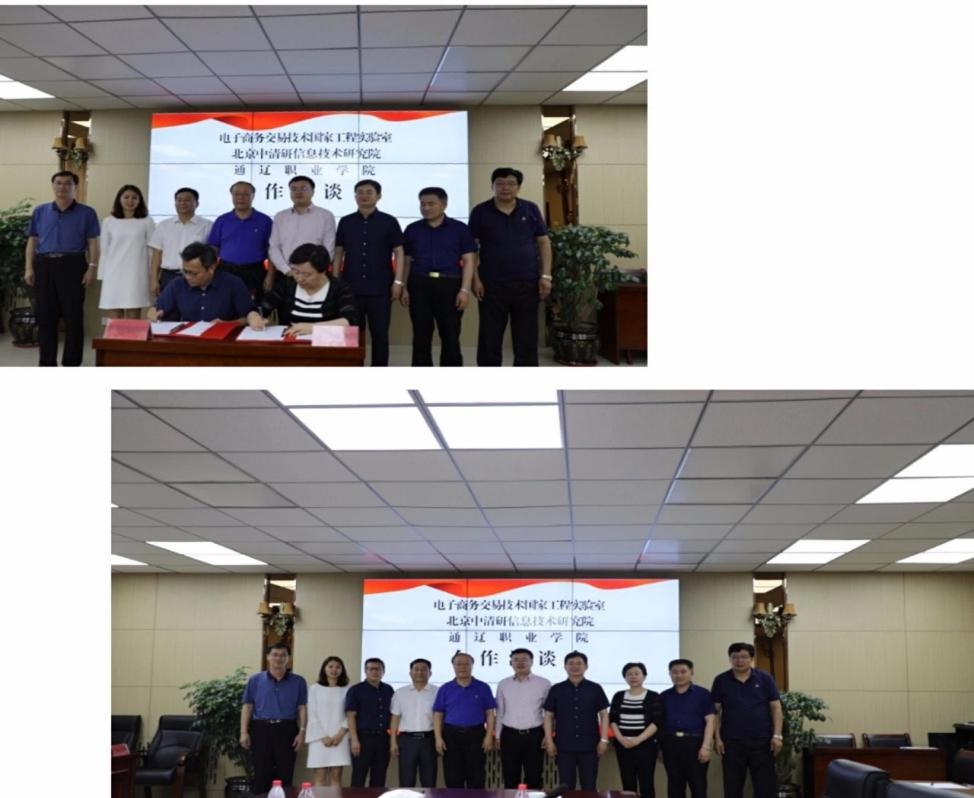 电子商务交易技术国家工程实验室
北京中清研信息技术研究院
通辽职业学院
作 谈
电子商务交易技术国家工程实验室
北京中清研信息技术研究院
通辽职业学院
作 谈